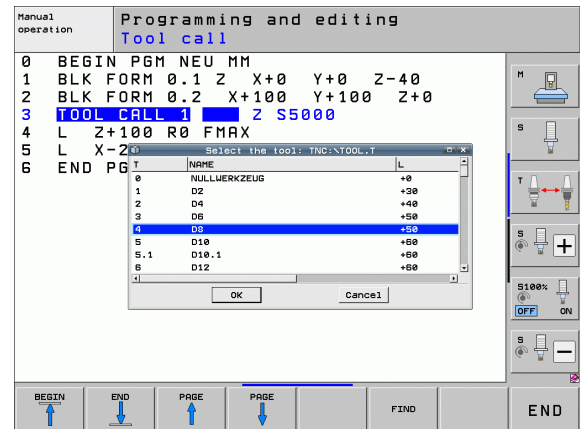 Manual operation
Programming and editing
Tool call
0 BEGIN PGM NEU MM
1 BLK FORM 0.1 Z X+0 Y+0 Z-40
2 BLK FORM 0.2 X+100 Y+100 Z+0
3 TOOL CALL 1 Z S5000
4 L Z+100 R0 FMAX
5 L X-2
6 END PG
Select the tool: TNC:\TOOL.T
T NAME L
0 NULLWERKZEUG +0
1 D2 +30
2 D4 +40
3 D6 +50
4 D8 +50
5 D10 +60
5.1 D10.1 +60
6 D12 +60
OK Cancel
M
S
T
S
+
S100%
OFF ON
S
-
BEGIN END PAGE PAGE FIND END